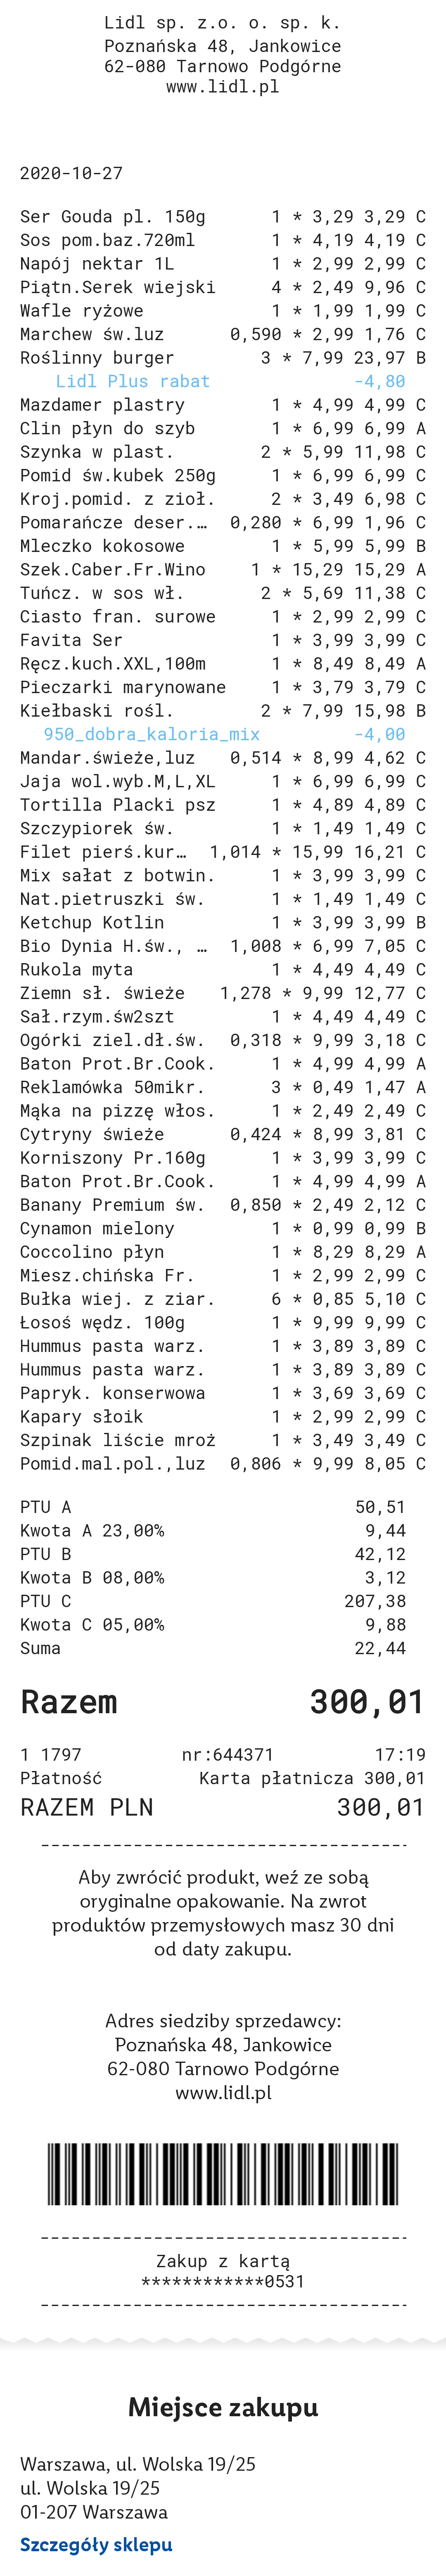 Lidl sp. z.o. o. sp. k.
Poznańska 48, Jankowice
62-080 Tarnowo Podgórne
www.lidl.pl
2020-10-27
Ser Gouda pl. 150g 1 * 3,29 3,29 C
Sos pom.baz.720ml 1 * 4,19 4,19 C
Napój nektar 1L 1 * 2,99 2,99 C
Piątn.Serek wiejski 4 * 2,49 9,96 C
Wafle ryżowe 1 * 1,99 1,99 C
Marchew św.luz 0,590 * 2,99 1,76 C
Roślinny burger 3 * 7,99 23,97 B
Lidl Plus rabat -4,80
Mazdamer plastry 1 * 4,99 4,99 C
Clin płyn do szyb 1 * 6,99 6,99 A
Szynka w plast. 2 * 5,99 11,98 C
Pomid św.kubek 250g 1 * 6,99 6,99 C
Kroj.pomid. z zioł. 2 * 3,49 6,98 C
Pomarańcze deser.… 0,280 * 6,99 1,96 C
Mleczko kokosowe 1 * 5,99 5,99 B
Szek.Caber.Fr.Wino 1 * 15,29 15,29 A
Tuńcz. w sos wł. 2 * 5,69 11,38 C
Ciasto fran. surowe 1 * 2,99 2,99 C
Favita Ser 1 * 3,99 3,99 C
Ręcz.kuch.XXL,100m 1 * 8,49 8,49 A
Pieczarki marynowane 1 * 3,79 3,79 C
Kiełbaski rośl. 2 * 7,99 15,98 B
950_dobra_kaloria_mix -4,00
Mandar.świeże,luz 0,514 * 8,99 4,62 C
Jaja wol.wyb.M,L,XL 1 * 6,99 6,99 C
Tortilla Placki psz 1 * 4,89 4,89 C
Szczypiorek św. 1 * 1,49 1,49 C
Filet pierś.kur… 1,014 * 15,99 16,21 C
Mix sałat z botwin. 1 * 3,99 3,99 C
Nat.pietruszki św. 1 * 1,49 1,49 C
Ketchup Kotlin 1 * 3,99 3,99 B
Bio Dynia H.św., … 1,008 * 6,99 7,05 C
Rukola myta 1 * 4,49 4,49 C
Ziemn sł. świeże 1,278 * 9,99 12,77 C
Sał.rzym.św2szt 1 * 4,49 4,49 C
Ogórki ziel.dł.św. 0,318 * 9,99 3,18 C
Baton Prot.Br.Cook. 1 * 4,99 4,99 A
Reklamówka 50mikr. 3 * 0,49 1,47 A
Mąka na pizzę włos. 1 * 2,49 2,49 C
Cytryny świeże 0,424 * 8,99 3,81 C
Korniszony Pr.160g 1 * 3,99 3,99 C
Baton Prot.Br.Cook. 1 * 4,99 4,99 A
Banany Premium św. 0,850 * 2,49 2,12 C
Cynamon mielony 1 * 0,99 0,99 B
Coccolino płyn 1 * 8,29 8,29 A
Miesz.chińska Fr. 1 * 2,99 2,99 C
Bułka wiej. z ziar. 6 * 0,85 5,10 C
Łosoś wędz. 100g 1 * 9,99 9,99 C
Hummus pasta warz. 1 * 3,89 3,89 C
Hummus pasta warz. 1 * 3,89 3,89 C
Papryk. konserwowa 1 * 3,69 3,69 C
Kapary słoik 1 * 2,99 2,99 C
Szpinak liście mroż 1 * 3,49 3,49 C
Pomid.mal.pol.,luz 0,806 * 9,99 8,05 C
PTU A 50,51
Kwota A 23,00% 9,44
PTU B 42,12
Kwota B 08,00% 3,12
PTU C 207,38
Kwota C 05,00% 9,88
Suma 22,44
Razem 300,01
1 1797 nr:644371 17:19
Płatność Karta płatnicza 300,01
RAZEM PLN 300,01
Aby zwrócić produkt, weź ze sobą
oryginalne opakowanie. Na zwrot
produktów przemysłowych masz 30 dni
od daty zakupu.
Adres siedziby sprzedawcy:
Poznańska 48, Jankowice
62-080 Tarnowo Podgórne
www.lidl.pl
Zakup z kartą
************0531
Miejsce zakupu
Warszawa, ul. Wolska 19/25
ul. Wolska 19/25
01-207 Warszawa
Szczegóły sklepu